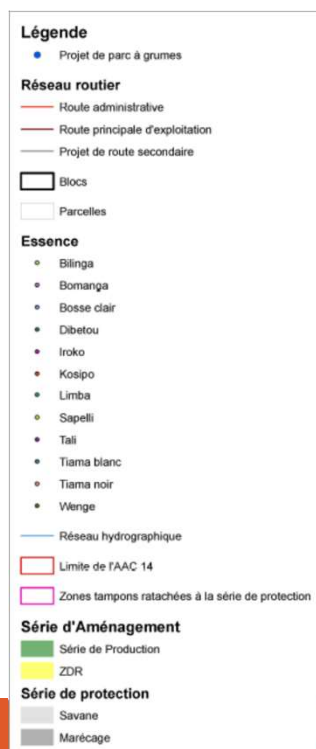 Légende
Projet de parc à grumes
Réseau routier
Route administrative
Route principale d'exploitation
Projet de route secondaire
Blocs
Parcelles
Essence
Bilinga
Bomanga
Bosse clair
Dibetou
Iroko
Kosipo
Limba
Sapelli
Tali
Tiama blanc
Tiama noir
Wenge
Réseau hydrographique
Limite de l'AAC 14
Zones tampons ratachées à la série de protection
Série d'Aménagement
Série de Production
ZDR
Série de protection
Savane
Marécage